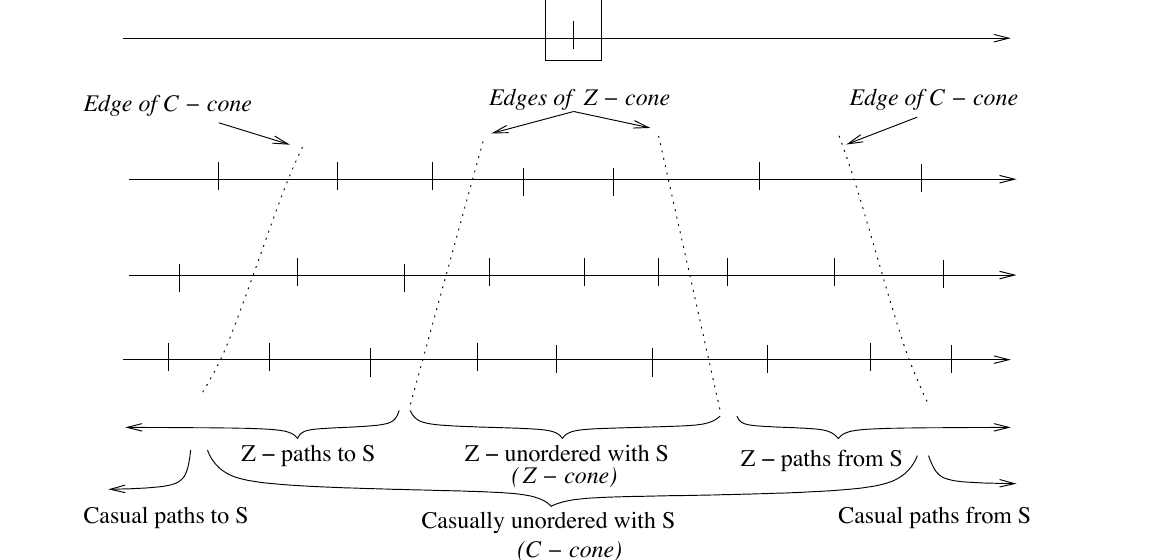 Edge of C – cone
Edges of Z – cone
Edge of C – cone
Z – paths to S
Z – unordered with S
(Z – cone)
Z – paths from S
Casual paths to S
Casually unordered with S
(C – cone)
Casual paths from S